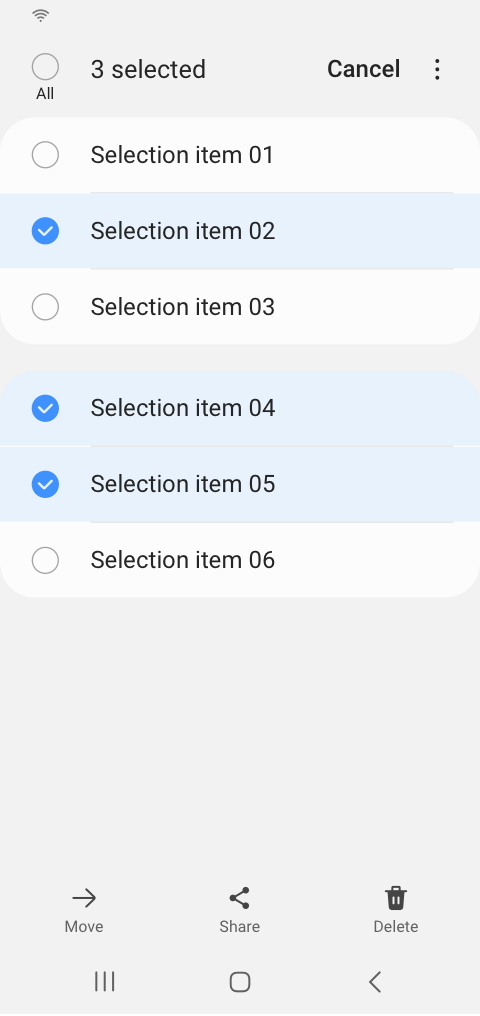 3 selected
Cancel
All
Selection item 01
Selection item 02
Selection item 03
Selection item 04
Selection item 05
Selection item 06
Move
Share
Delete